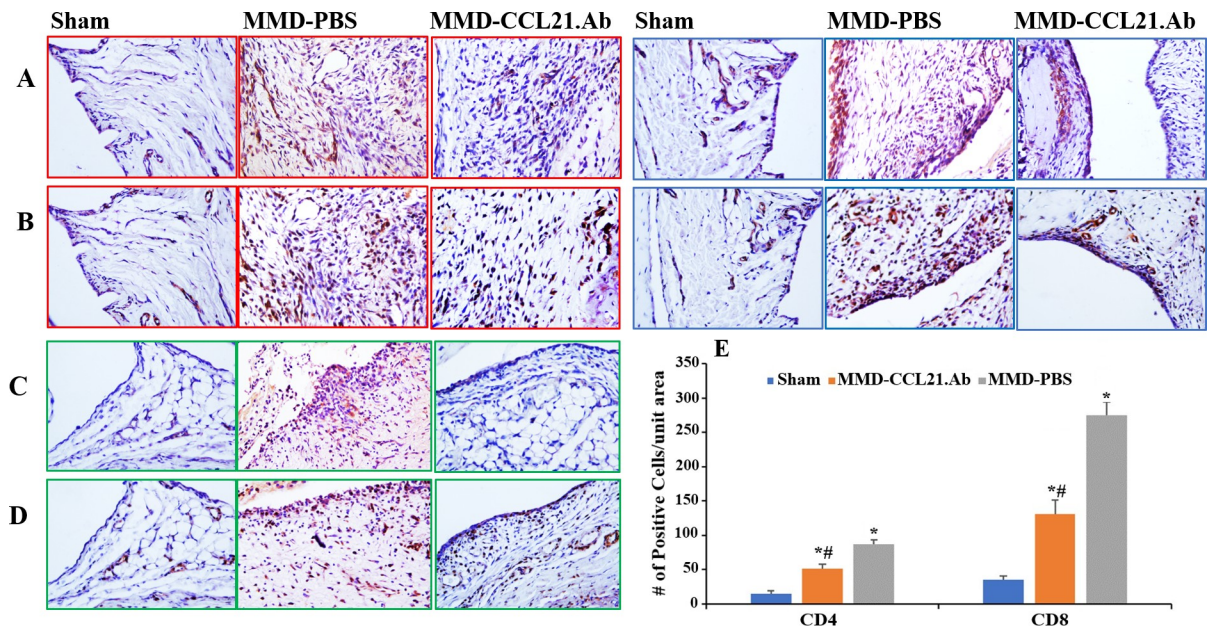 Sham MMD-PBS MMD-CCL21.Ab Sham MMD-PBS MMD-CCL21.Ab
A
B
C
D
E
350
300
250
200
150
100
50
0
# of Positive Cells/unit area
Sham MMD-CCL21.Ab MMD-PBS
*# * *# *
CD4 CD8